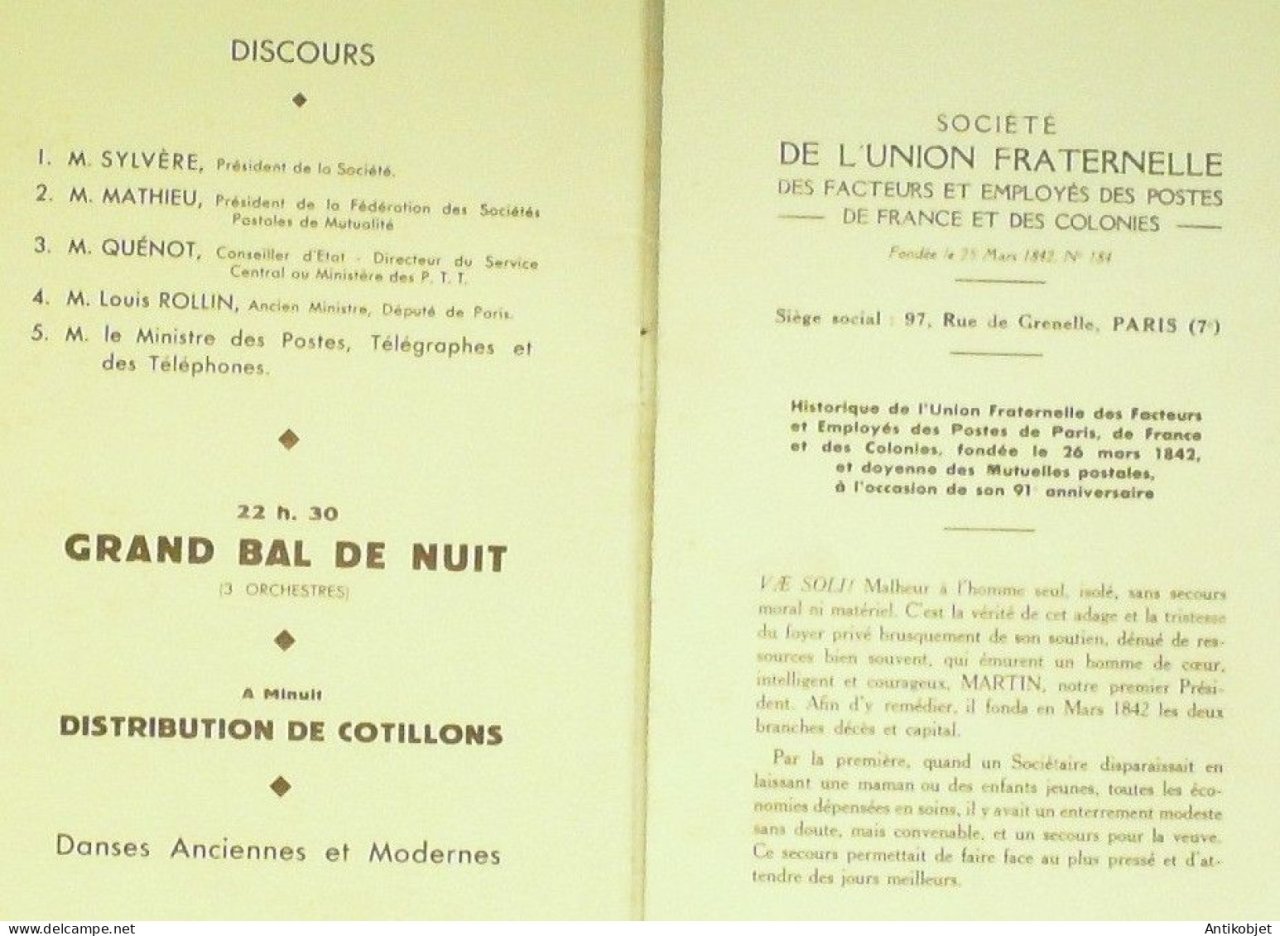 DISCOURS
1. M. SYLVÈRE, Président de la Société.
2. M. MATHIEU, Président de la Fédération des Sociétés
Postales de Mutualité
3. M. QUÉNOT, Conseiller d'Etat - Directeur du Service
Central au Ministère des P. T. T.
4. M. Louis ROLLIN, Ancien Ministre, Député de Paris.
5. M. le Ministre des Postes, Télégraphes et
des Téléphones.
22 h. 30
GRAND BAL DE NUIT
(3 ORCHESTRES)
A Minuit
DISTRIBUTION DE COTILLONS
Danses Anciennes et Modernes
SOCIÉTÉ
DE L'UNION FRATERNELLE
DES FACTEURS ET EMPLOYÉS DES POSTES
DE FRANCE ET DES COLONIES
Fondée le Mars 1842 N° 184
Siège social : 97, Rue de Grenelle, PARIS (7e)
Historique de l'Union Fraternelle des Facteurs
et Employés des Postes de Paris, de France
et des Colonies, fondée le 26 mars 1842,
et doyenne des Mutuelles postales,
à l'occasion de son 91e anniversaire
VÆ SOLI! Malheur à l'homme seul, isolé, sans secours
moral ni matériel. C'est la vérité de cet adage et la tristesse
du foyer privé brusquement de son soutien, dénué de res-
sources bien souvent, qui émurent un homme de cœur,
intelligent et courageux, MARTIN, notre premier Prési-
dent. Afin d'y remédier, il fonda en Mars 1842 les deux
branches décès et capital.
Par la première, quand un Sociétaire disparaissait en
laissant une maman ou des enfants jeunes, toutes les éco-
nomies dépensées en soins, il y avait un enterrement modeste
sans doute, mais convenable, et un secours pour la veuve.
Ce secours permettait de faire face au plus pressé et d'at-
tendre des jours meilleurs.
www.delcampe.net
Antikobjet